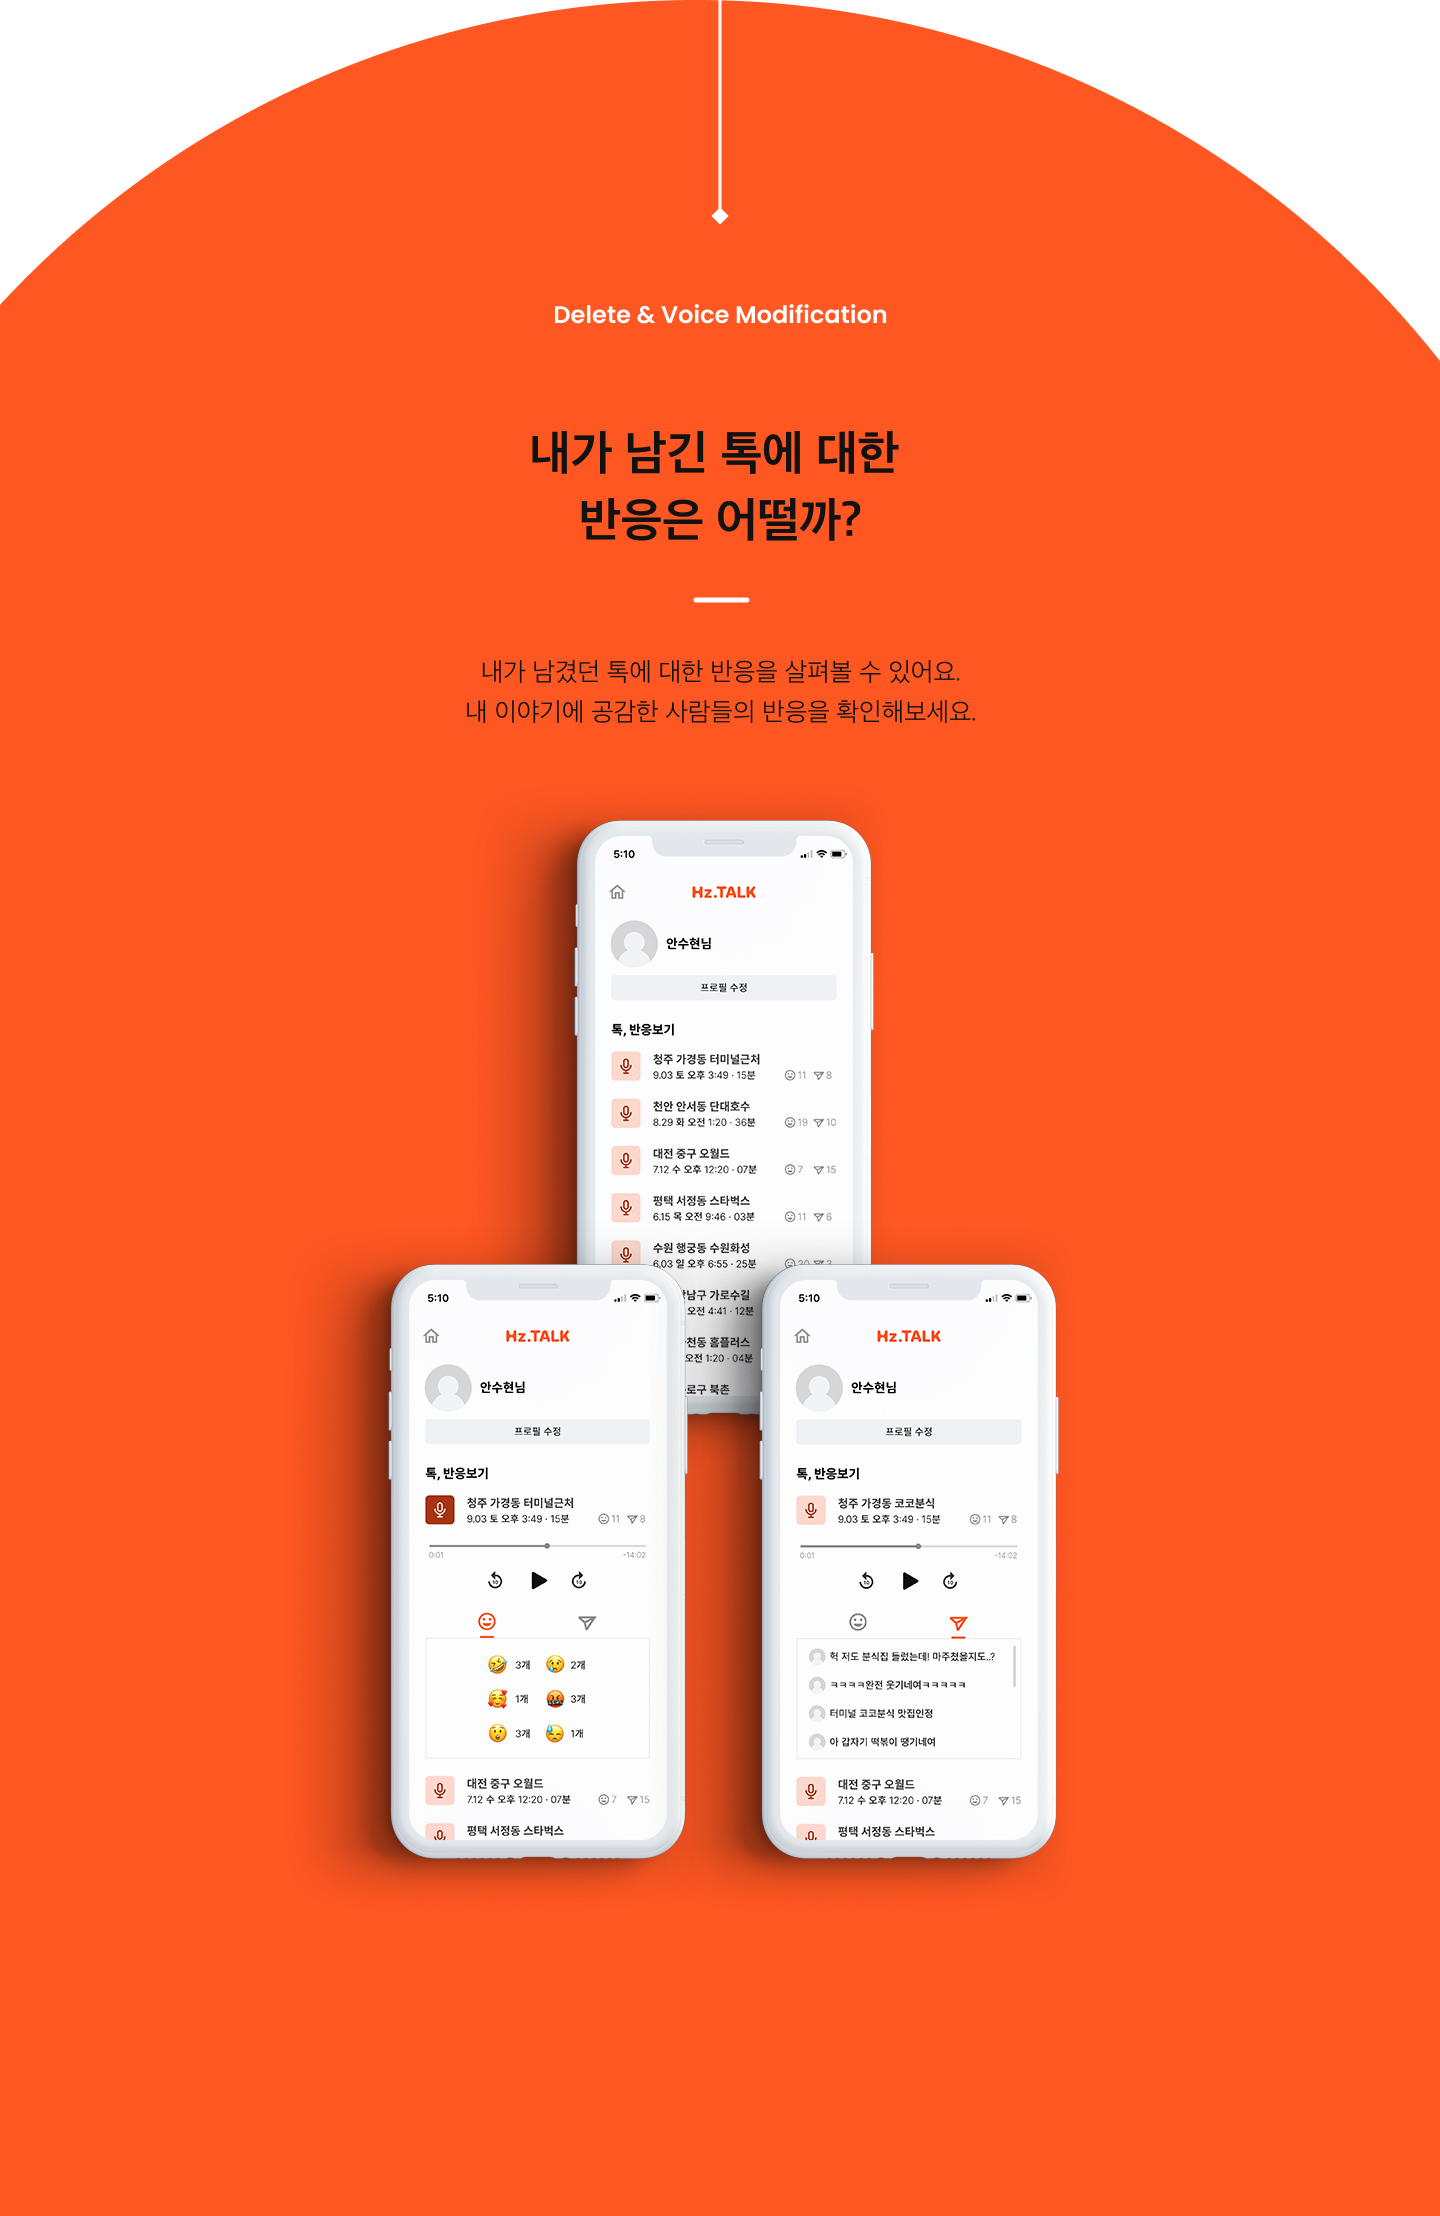 Delete & Voice Modification
내가 남긴 톡에 대한
반응은 어떨까?
내가 남겼던 톡에 대한 반응을 살펴볼 수 있어요.
내 이야기에 공감한 사람들의 반응을 확인해보세요.
5:10
Hz.TALK
안수현님
프로필 수정
톡, 반응보기
청주 가경동 터미널근처
9.03 토 오후 3:49 · 15분 11 8
천안 안서동 단대호수
8.29 화 오전 1:20 · 36분 19 10
대전 중구 오월드
7.12 수 오후 12:20 · 07분 7 15
평택 서정동 스타벅스
6.15 목 오전 9:46 · 03분 11 6
수원 행궁동 수원화성
6.03 일 오후 6:55 · 25분
남구 가로수길
오전 4:41 · 12분
천동 홈플러스
오전 1:20 · 04분
로구 북촌
5:10
Hz.TALK
안수현님
프로필 수정
톡, 반응보기
청주 가경동 터미널근처
9.03 토 오후 3:49 · 15분 11 8
0:01 -14:02
10 10
3개 2개
1개 3개
3개 1개
대전 중구 오월드
7.12 수 오후 12:20 · 07분 7 15
평택 서정동 스타벅스
5:10
Hz.TALK
안수현님
프로필 수정
톡, 반응보기
청주 가경동 코코분식
9.03 토 오후 3:49 · 15분 11 8
0:01 -14:02
10 10
헉 저도 분식집 들렀는데! 마주쳤을지도..?
ㅋㅋㅋㅋ완전 웃기네여ㅋㅋㅋㅋㅋ
터미널 코코분식 맛집인정
아 갑자기 떡볶이 땡기네여
대전 중구 오월드
7.12 수 오후 12:20 · 07분 7 15
평택 서정동 스타벅스